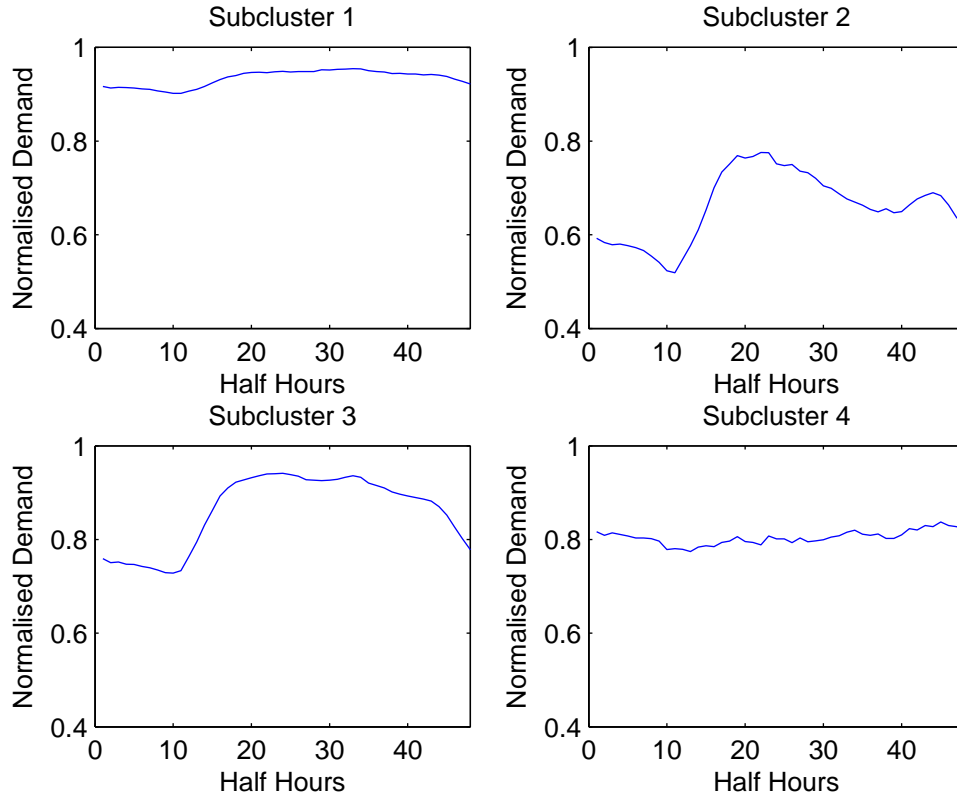 Subcluster 1
Normalised Demand
1
0.8
0.6
0.4
0 10 20 30 40
Half Hours
Subcluster 2
Normalised Demand
1
0.8
0.6
0.4
0 10 20 30 40
Half Hours
Subcluster 3
Normalised Demand
1
0.8
0.6
0.4
0 10 20 30 40
Half Hours
Subcluster 4
Normalised Demand
1
0.8
0.6
0.4
0 10 20 30 40
Half Hours